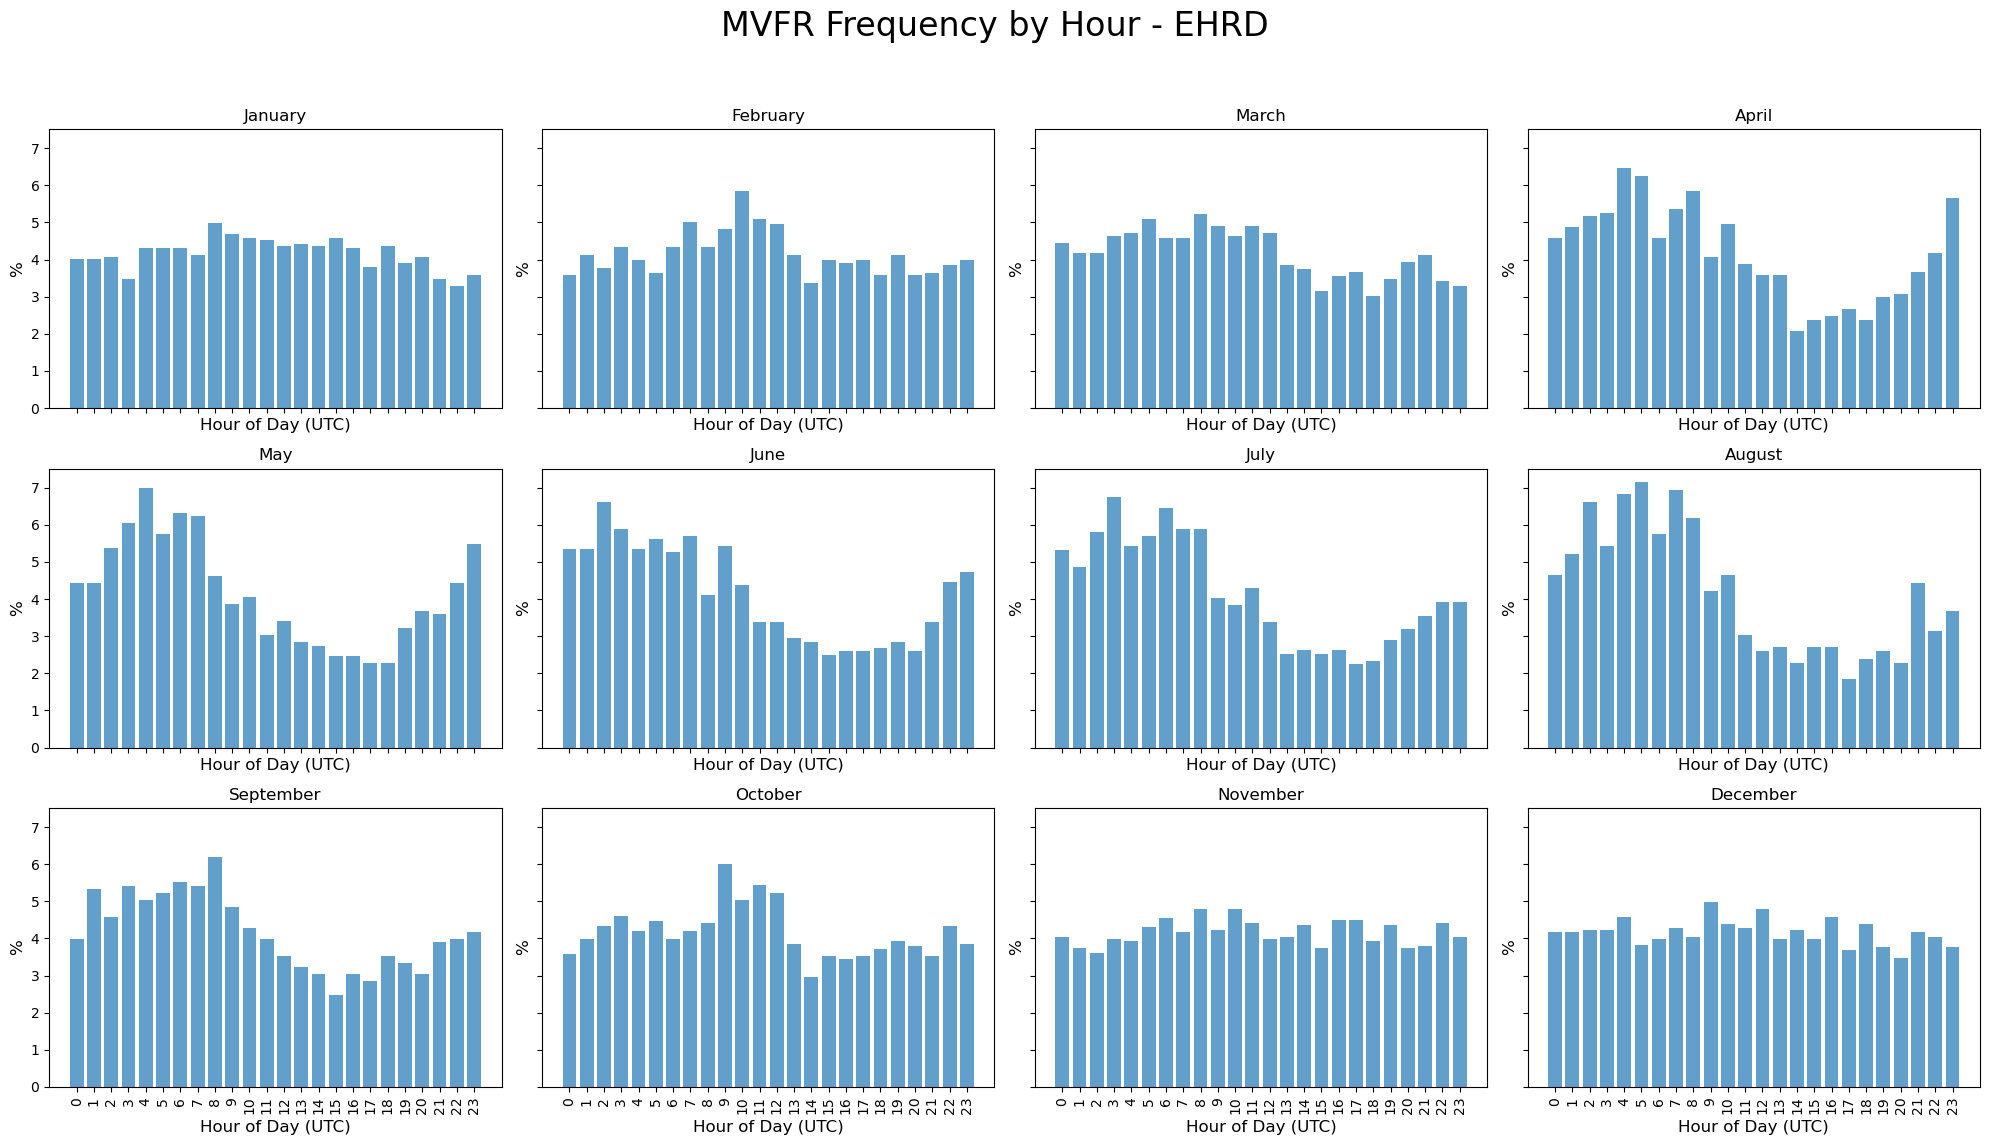 MVFR Frequency by Hour - EHRD
January
February
March
April
7
6
5
4
3
2
1
0
%
%
%
%
Hour of Day (UTC)
Hour of Day (UTC)
Hour of Day (UTC)
Hour of Day (UTC)
May
June
July
August
7
6
5
4
3
2
1
0
%
%
%
%
Hour of Day (UTC)
Hour of Day (UTC)
Hour of Day (UTC)
Hour of Day (UTC)
September
October
November
December
7
6
5
4
3
2
1
0
%
%
%
%
0 1 2 3 4 5 6 7 8 9 10 11 12 13 14 15 16 17 18 19 20 21 22 23
0 1 2 3 4 5 6 7 8 9 10 11 12 13 14 15 16 17 18 19 20 21 22 23
0 1 2 3 4 5 6 7 8 9 10 11 12 13 14 15 16 17 18 19 20 21 22 23
0 1 2 3 4 5 6 7 8 9 10 11 12 13 14 15 16 17 18 19 20 21 22 23
Hour of Day (UTC)
Hour of Day (UTC)
Hour of Day (UTC)
Hour of Day (UTC)